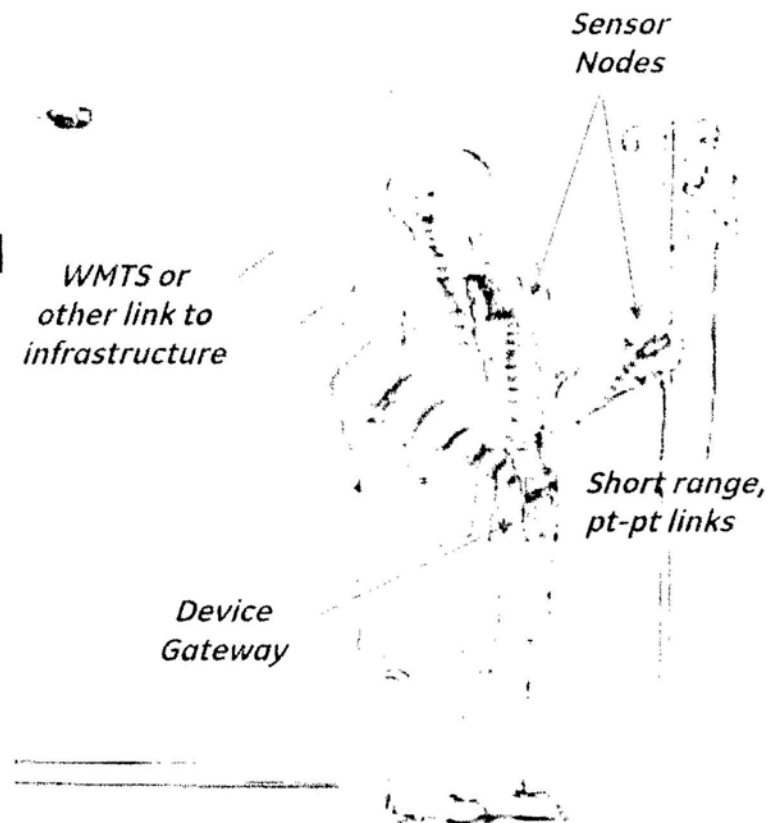 Sensor
Nodes
WMTS or
other link to
infrastructure
Short range,
pt-pt links
Device
Gateway